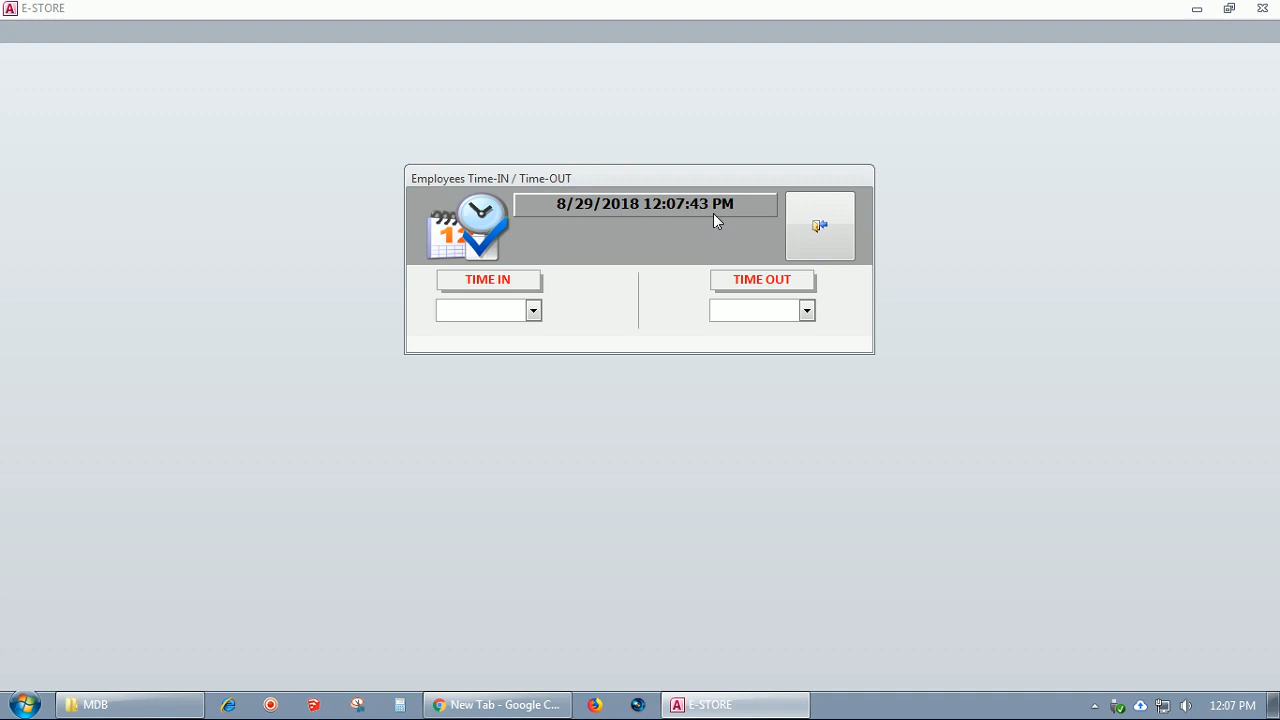 E-STORE
Employees Time-IN / Time-OUT
8/29/2018 12:07:43 PM
12
TIME IN
TIME OUT
MDB
New Tab - Google C...
E-STORE
12:07 PM